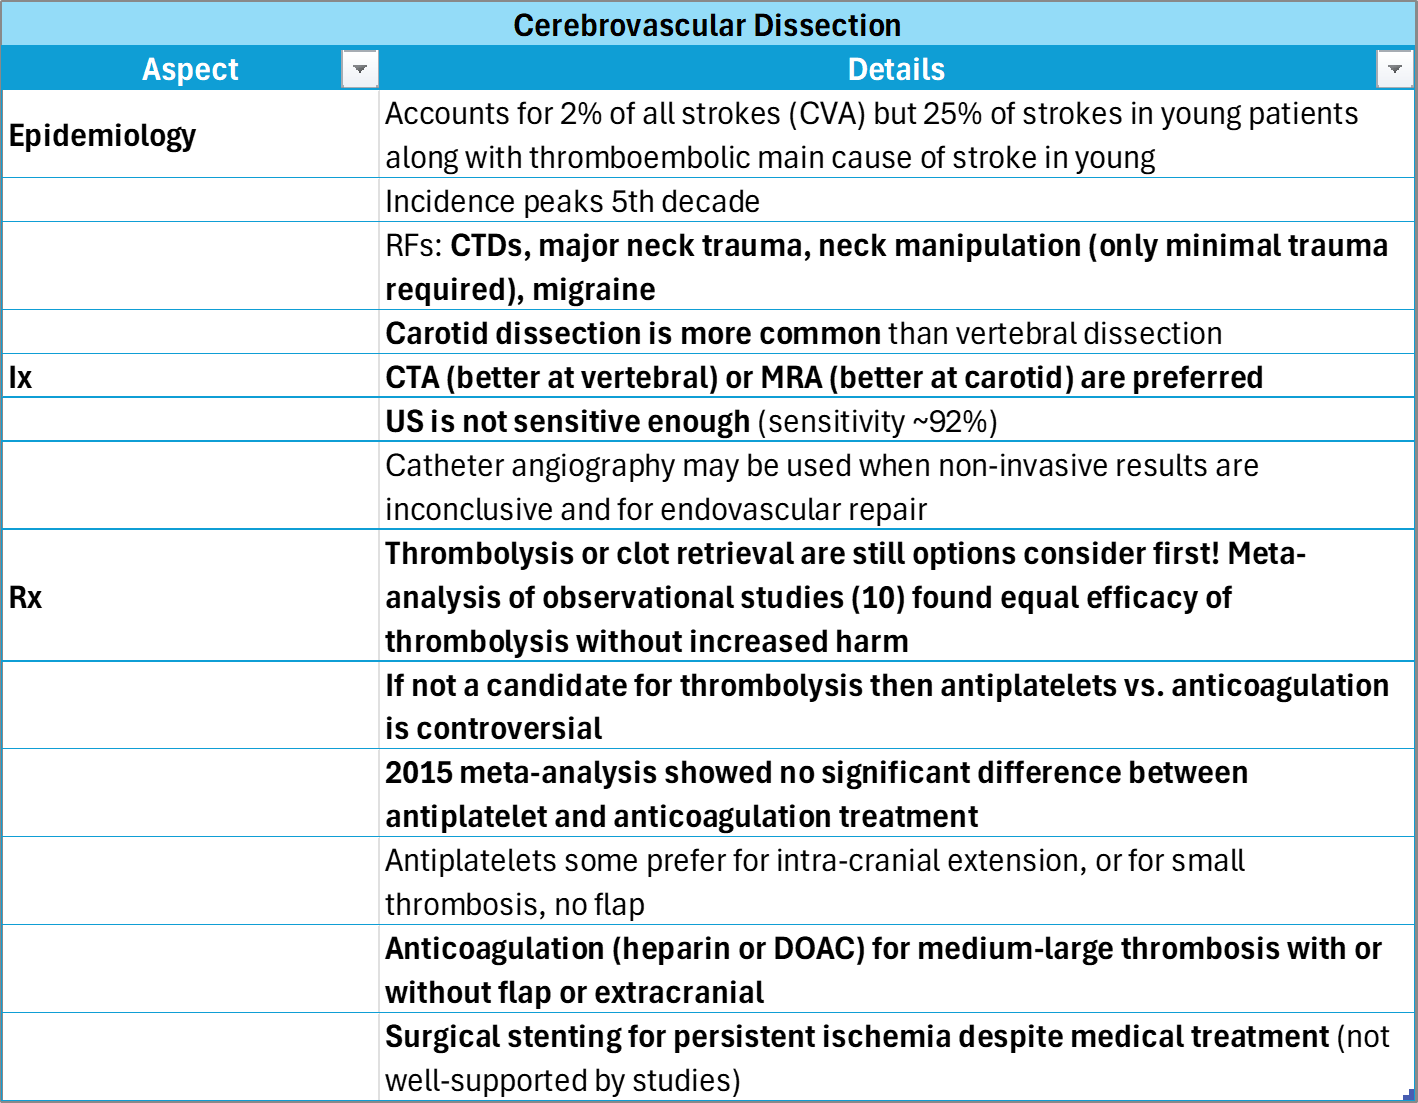 Cerebrovascular Dissection
Aspect
Details
Epidemiology
Accounts for 2% of all strokes (CVA) but 25% of strokes in young patients
along with thromboembolic main cause of stroke in young
Incidence peaks 5th decade
RFs: CTDs, major neck trauma, neck manipulation (only minimal trauma
required), migraine
Carotid dissection is more common than vertebral dissection
Ix
CTA (better at vertebral) or MRA (better at carotid) are preferred
US is not sensitive enough (sensitivity ~92%)
Catheter angiography may be used when non-invasive results are
inconclusive and for endovascular repair
Rx
Thrombolysis or clot retrieval are still options consider first! Meta-
analysis of observational studies (10) found equal efficacy of
thrombolysis without increased harm
If not a candidate for thrombolysis then antiplatelets vs. anticoagulation
is controversial
2015 meta-analysis showed no significant difference between
antiplatelet and anticoagulation treatment
Antiplatelets some prefer for intra-cranial extension, or for small
thrombosis, no flap
Anticoagulation (heparin or DOAC) for medium-large thrombosis with or
without flap or extracranial
Surgical stenting for persistent ischemia despite medical treatment (not
well-supported by studies)